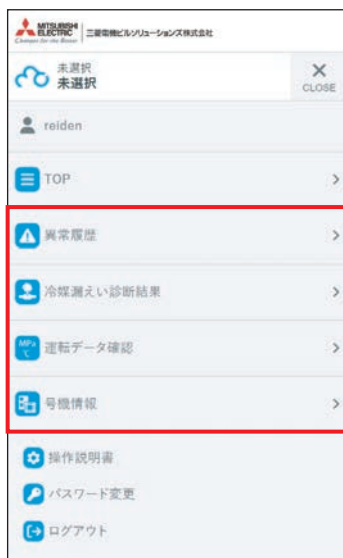 MITSUBISHI
ELECTRIC
Changes for the Better
三菱電機ビルソリューションズ株式会社
未選択
未選択
CLOSE
reiden
TOP
異常履歴
冷媒漏えい診断結果
MPa
℃
運転データ確認
号機情報
操作説明書
パスワード変更
ログアウト